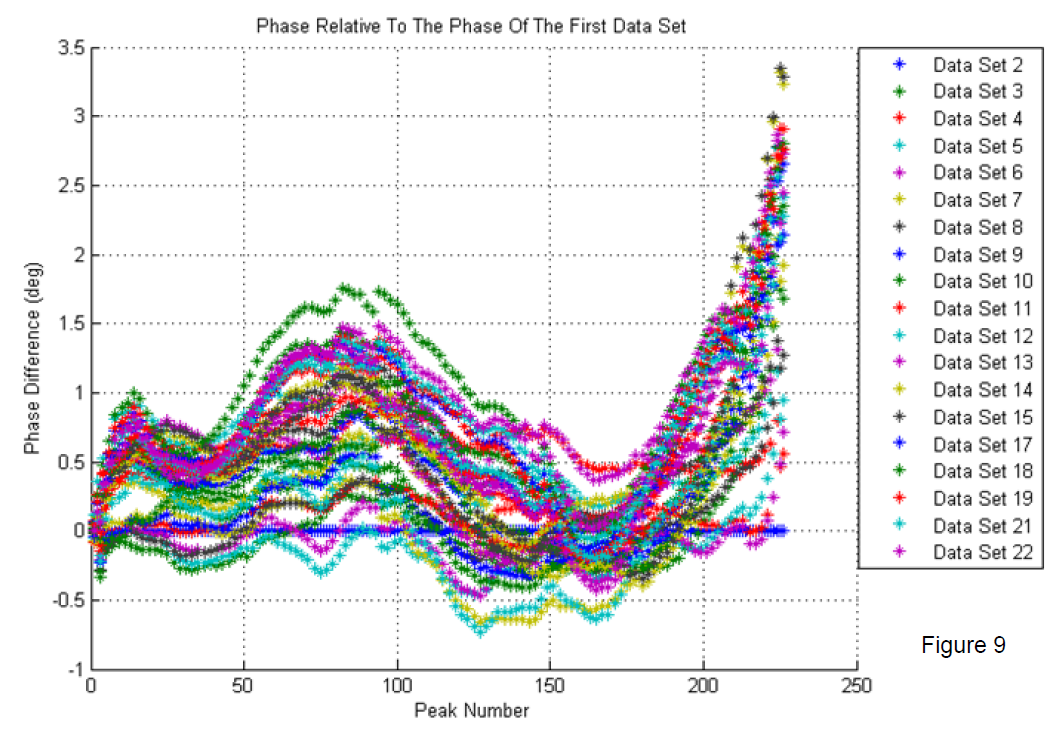 Phase Relative To The Phase Of The First Data Set
3.5
3
2.5
2
1.5
1
0.5
0
-0.5
-1
Phase Difference (deg)
0 50 100 150 200 250
Peak Number
Data Set 2
Data Set 3
Data Set 4
Data Set 5
Data Set 6
Data Set 7
Data Set 8
Data Set 9
Data Set 10
Data Set 11
Data Set 12
Data Set 13
Data Set 14
Data Set 15
Data Set 17
Data Set 18
Data Set 19
Data Set 21
Data Set 22
Figure 9